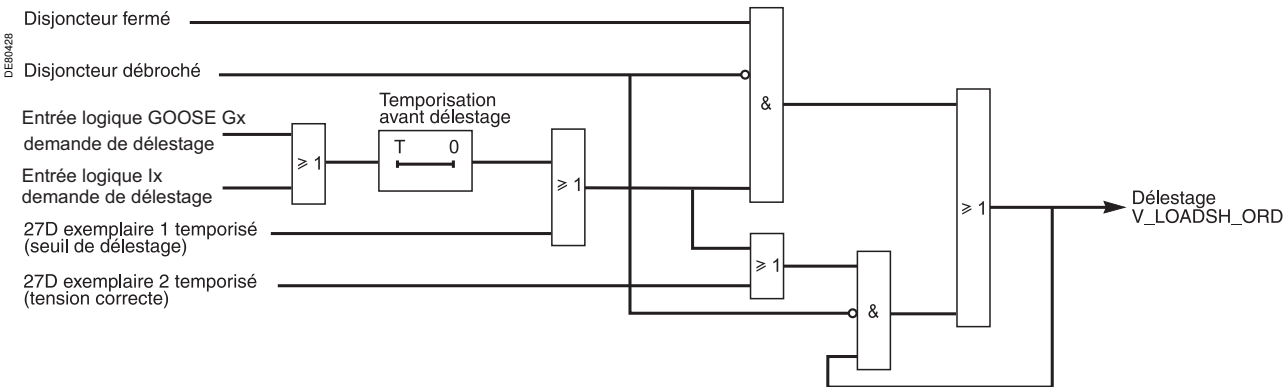 Disjoncteur fermé
DE80428
Disjoncteur débroché
Entrée logique GOOSE Gx
demande de délestage
Entrée logique Ix
demande de délestage
⩾ 1
Temporisation
avant délestage
T 0
⩾ 1
27D exemplaire 1 temporisé
(seuil de délestage)
27D exemplaire 2 temporisé
(tension correcte)
&
⩾ 1
&
⩾ 1
Délestage
V_LOADSH_ORD